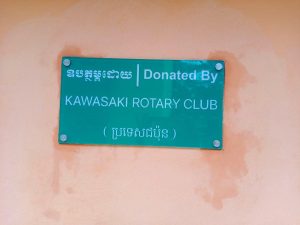 ឧបត្ថម្ភដោយ | Donated By
KAWASAKI ROTARY CLUB
( ប្រទេសជប៉ុន )